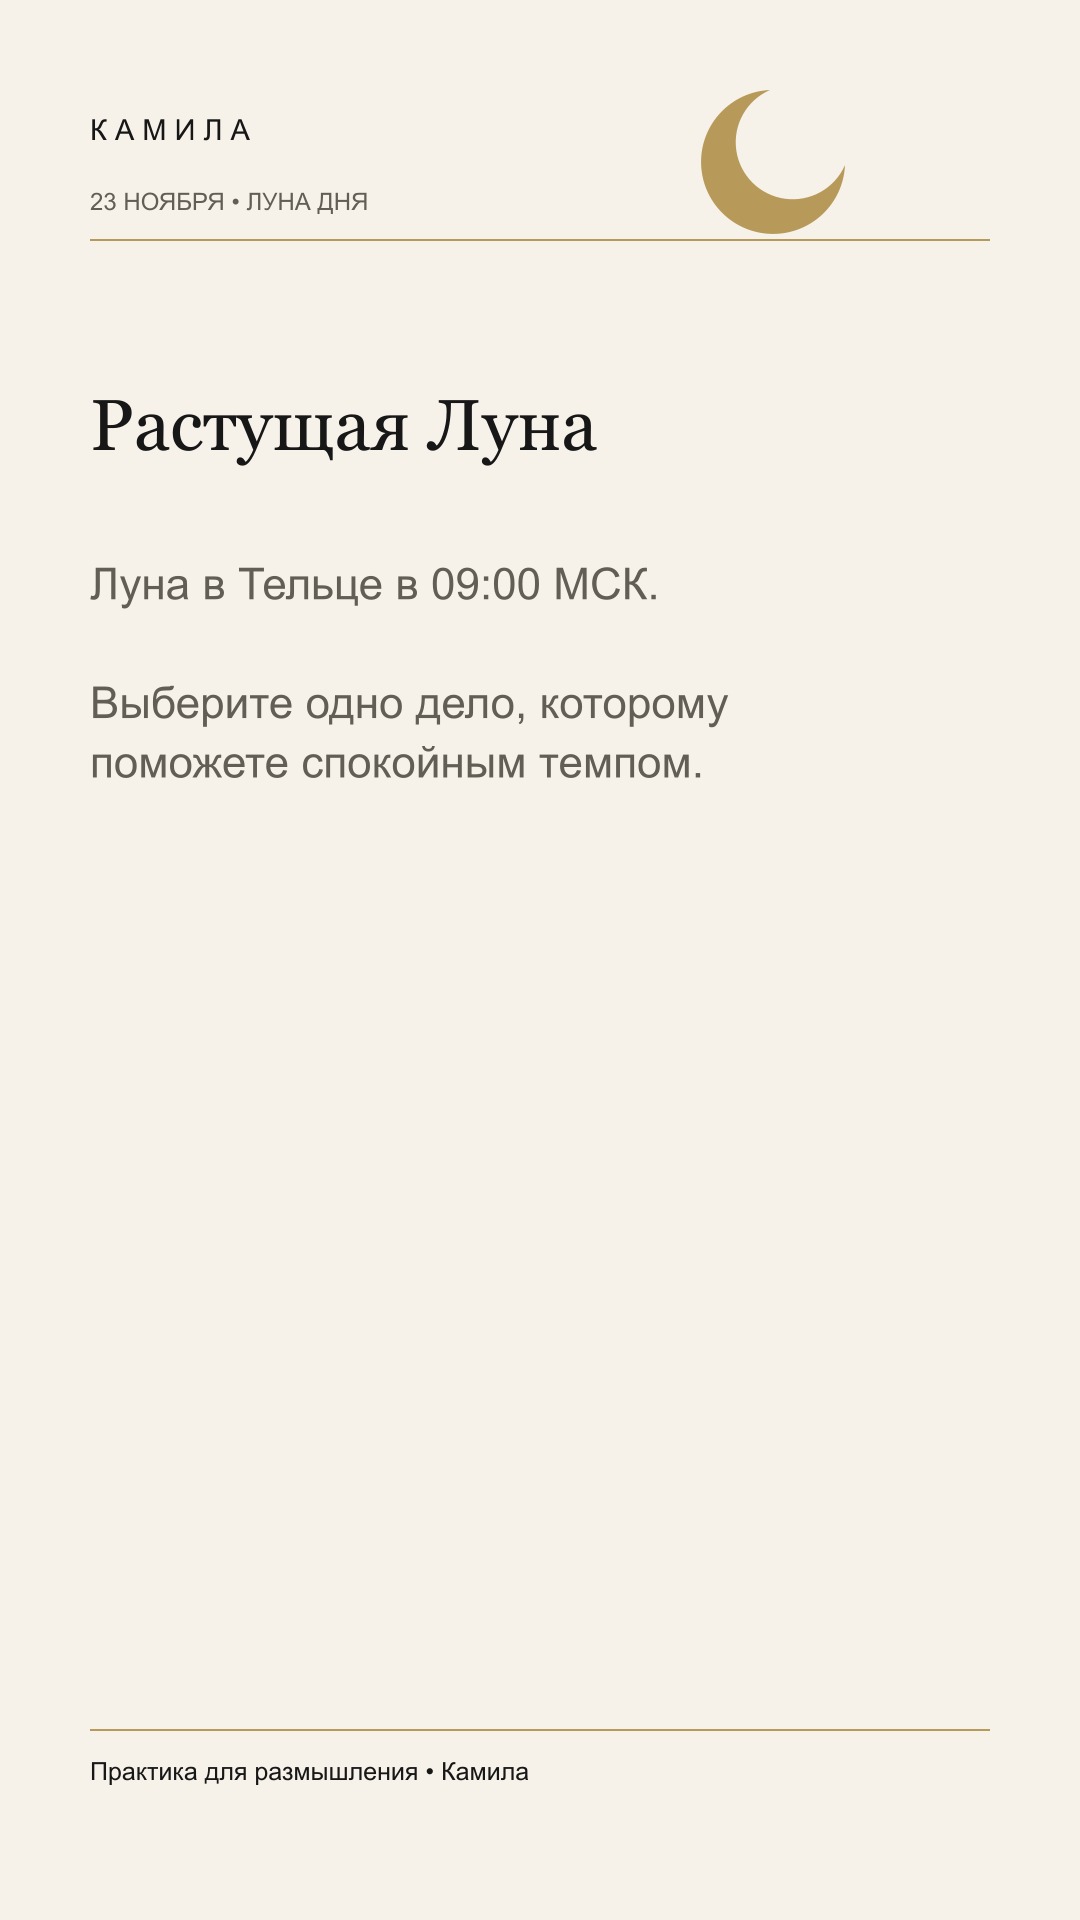 КАМИЛА
23 НОЯБРЯ • ЛУНА ДНЯ
Растущая Луна
Луна в Тельце в 09:00 МСК.
Выберите одно дело, которому
поможете спокойным темпом.
Практика для размышления • Камила